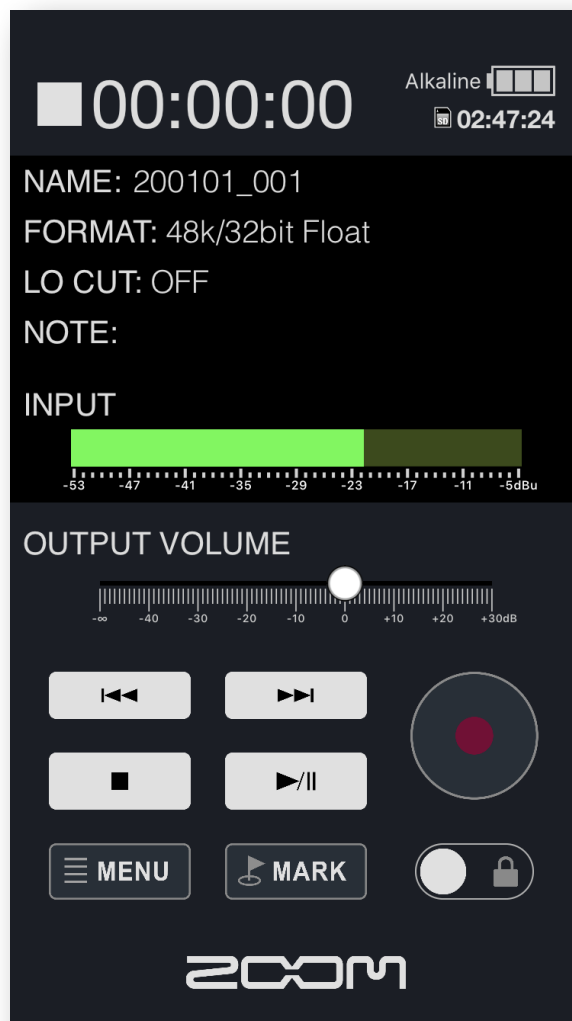 00:00:00
Alkaline
SD 02:47:24
NAME: 200101_001
FORMAT: 48k/32bit Float
LO CUT: OFF
NOTE:
INPUT
-53 -47 -41 -35 -29 -23 -17 -11 -5dBu
OUTPUT VOLUME
-∞ -40 -30 -20 -10 0 +10 +20 +30dB
MENU MARK
ZOOM